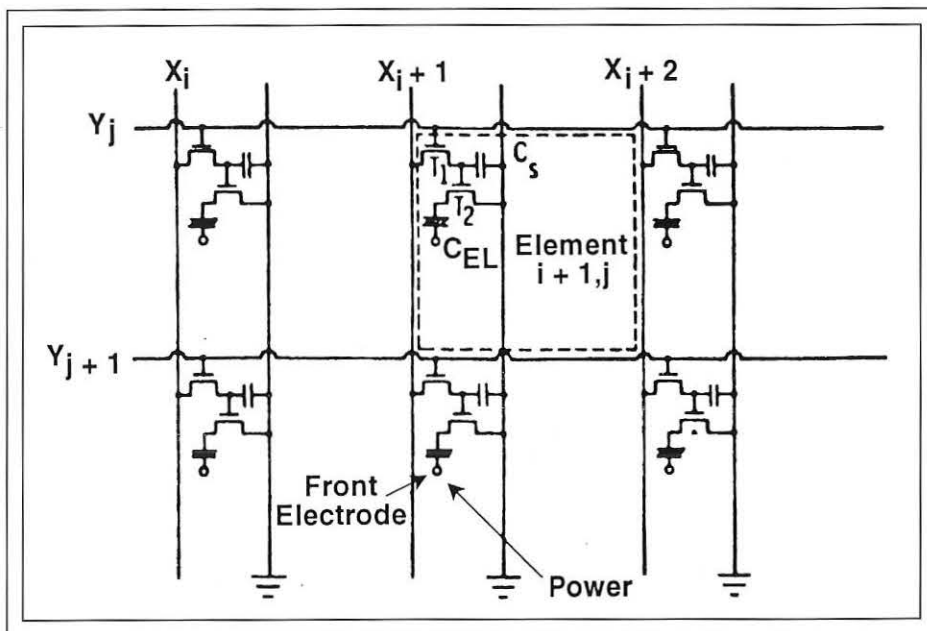 Xi Xi + 1 Xi + 2
Yj
T1
Cs
T2
CEL
Element
i + 1,j
Yj + 1
Front
Electrode
Power